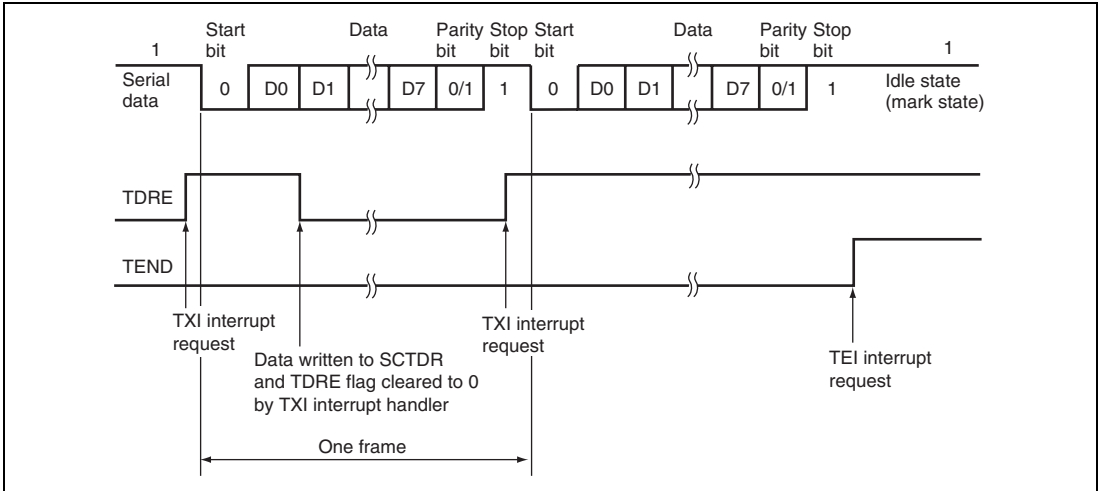 Start bit
Data
Parity bit
Stop bit
Start bit
Data
Parity bit
Stop bit
1
1
Serial data
0
D0
D1
D7
0/1
1
0
D0
D1
D7
0/1
1
Idle state
(mark state)
TDRE
TEND
TXI interrupt
request
Data written to SCTDR
and TDRE flag cleared to 0
by TXI interrupt handler
TXI interrupt
request
TEI interrupt
request
One frame